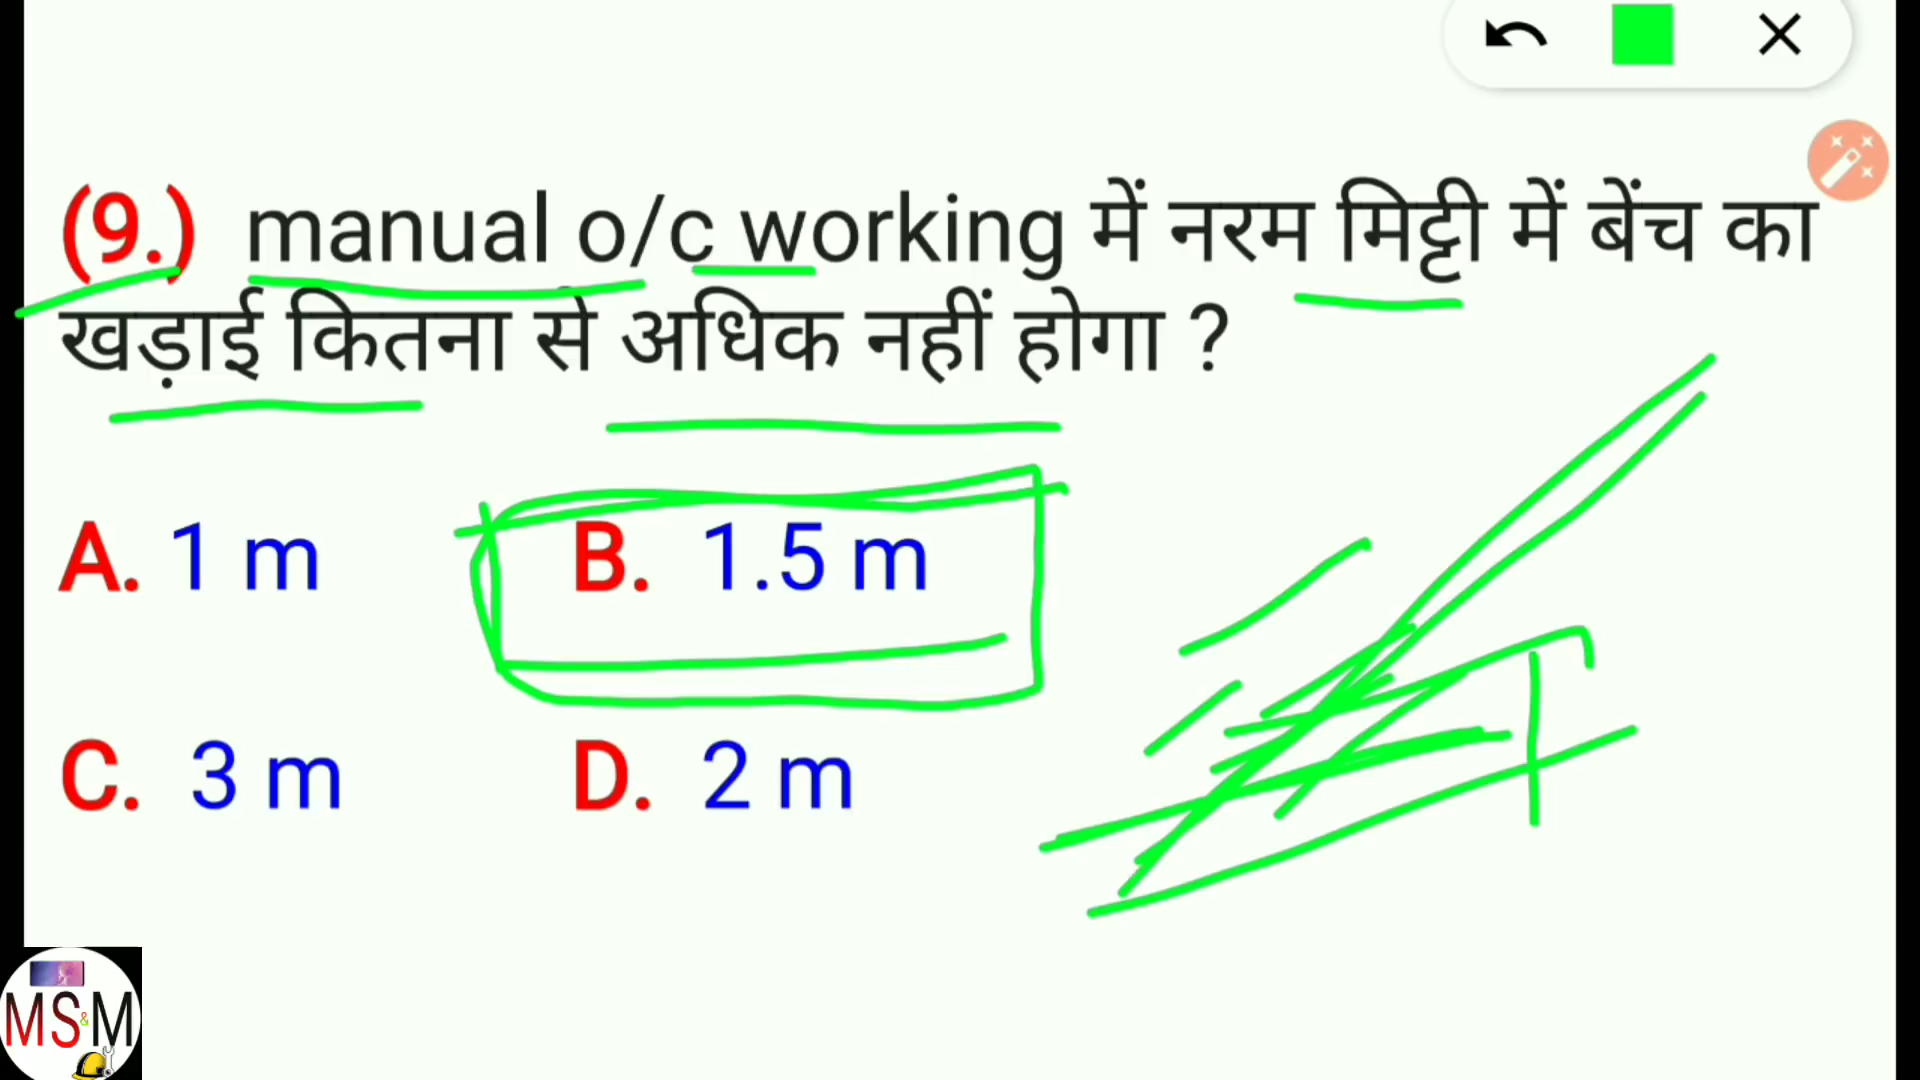 (9.) manual o/c working में नरम मिट्टी में बेंच का
खड़ाई कितना से अधिक नहीं होगा ?
A. 1 m B. 1.5 m
C. 3 m D. 2 m
MS&M